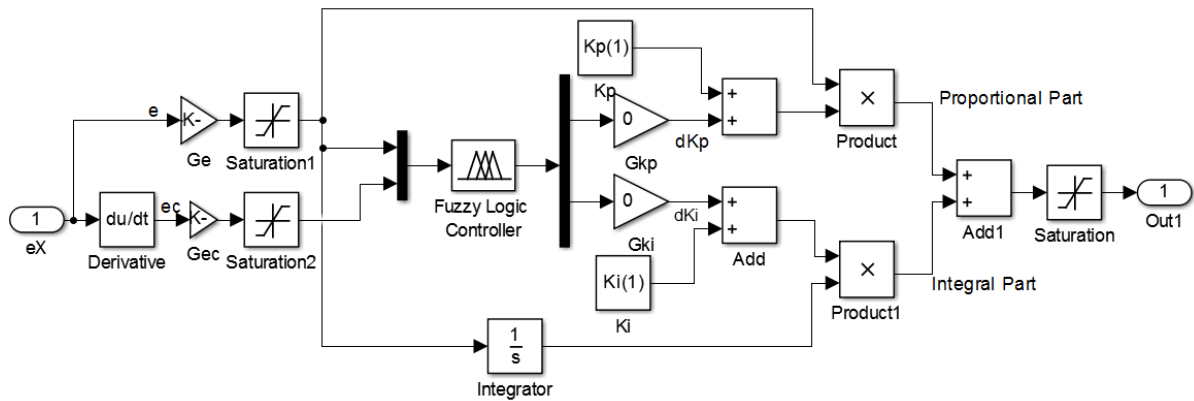 Kp(1)
Kp
+
+
×
Product
Proportional Part
e
K-
Ge
Saturation1
0
Gkp
dKp
Fuzzy Logic
Controller
1
eX
du/dt
Derivative
ec
K-
Gec
Saturation2
0
Gki
dKi
+
+
Add
Ki(1)
Ki
×
Product1
Integral Part
+
+
Add1
Saturation
1
Out1
1
s
Integrator